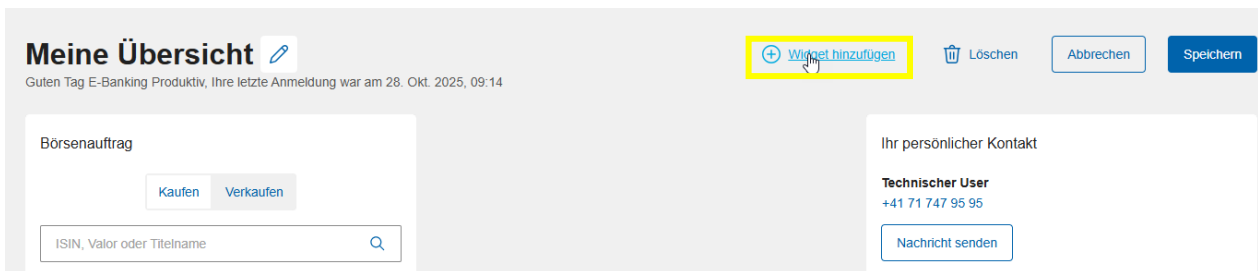 Meine Übersicht
Widget hinzufügen
Löschen
Abbrechen
Speichern
Guten Tag E-Banking Produktiv, Ihre letzte Anmeldung war am 28. Okt. 2025, 09:14
Börsenauftrag
Kaufen
Verkaufen
ISIN, Valor oder Titelname
Ihr persönlicher Kontakt
Technischer User
+41 71 747 95 95
Nachricht senden